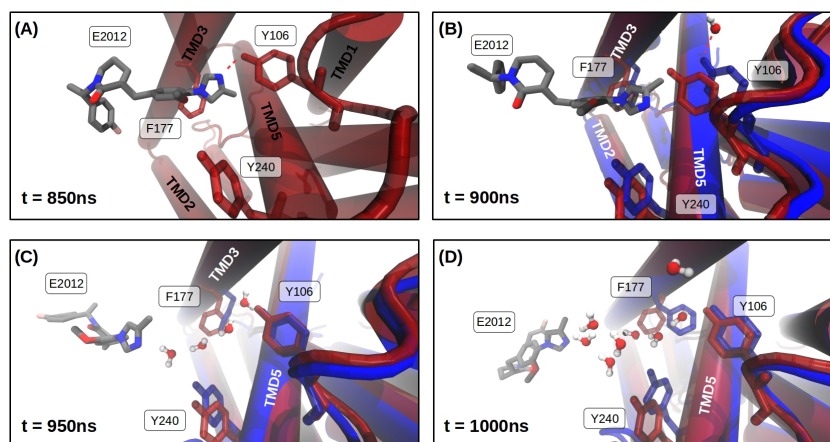 (A)
E2012
TMD3
Y106
TMD1
F177
TMD5
Y240
TMD2
t = 850ns
(B)
E2012
TMD3
F177
Y106
TMD2
TMD5
Y240
t = 900ns
(C)
E2012
F177
TMD3
Y106
TMD5
Y240
t = 950ns
(D)
F177
E2012
Y106
TMD5
Y240
t = 1000ns